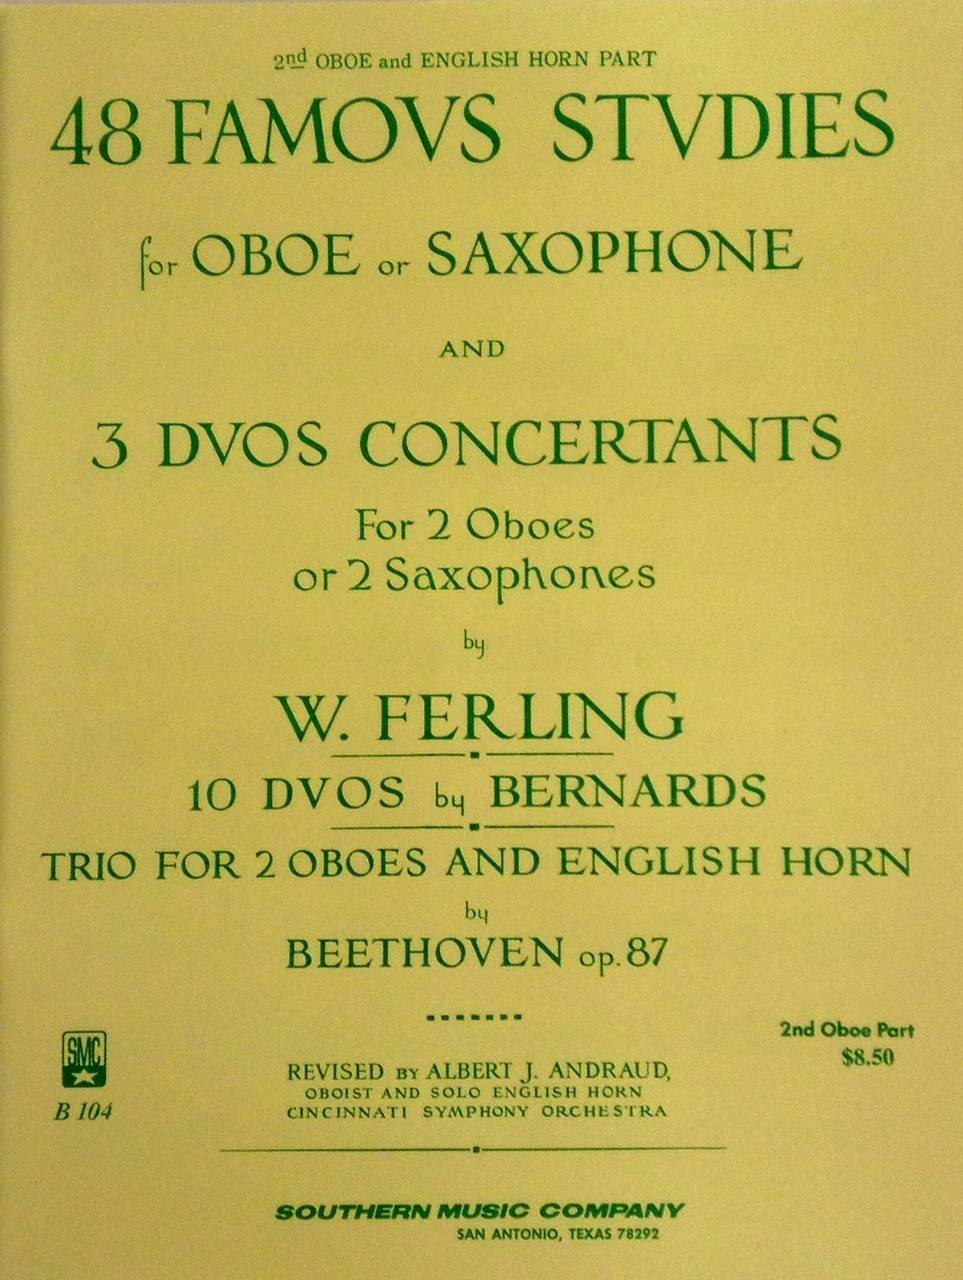 2nd OBOE and ENGLISH HORN PART
48 FAMOVS STVDIES
for OBOE or SAXOPHONE
AND
3 DVOS CONCERTANTS
For 2 Oboes
or 2 Saxophones
by
W. FERLING
10 DVOS by BERNARDS
TRIO FOR 2 OBOES AND ENGLISH HORN
by
BEETHOVEN op. 87
2nd Oboe Part
$8.50
SMC
B 104
REVISED BY ALBERT J. ANDRAUD,
OBOIST AND SOLO ENGLISH HORN
CINCINNATI SYMPHONY ORCHESTRA
SOUTHERN MUSIC COMPANY
SAN ANTONIO, TEXAS 78292